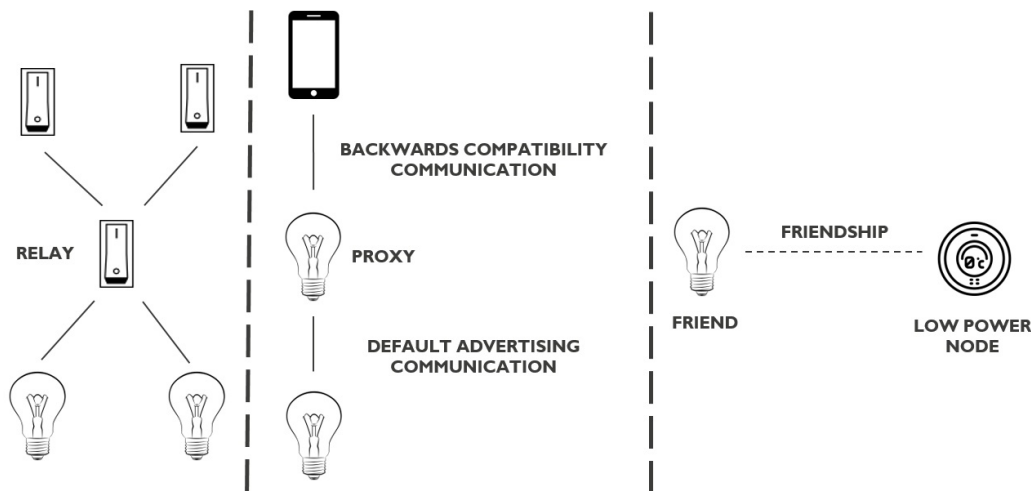 RELAY
BACKWARDS COMPATIBILITY
COMMUNICATION
PROXY
DEFAULT ADVERTISING
COMMUNICATION
FRIENDSHIP
FRIEND
0°c
LOW POWER
NODE